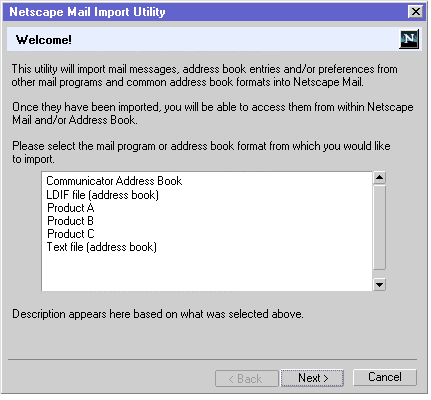 Netscape Mail Import Utility
Welcome!
N
This utility will import mail messages, address book entries and/or preferences from
other mail programs and common address book formats into Netscape Mail.
Once they have been imported, you will be able to access them from within Netscape
Mail and/or Address Book.
Please select the mail program or address book format from which you would like
to import.
Communicator Address Book
LDIF file (address book)
Product A
Product B
Product C
Text file (address book)
Description appears here based on what was selected above.
< Back
Next >
Cancel